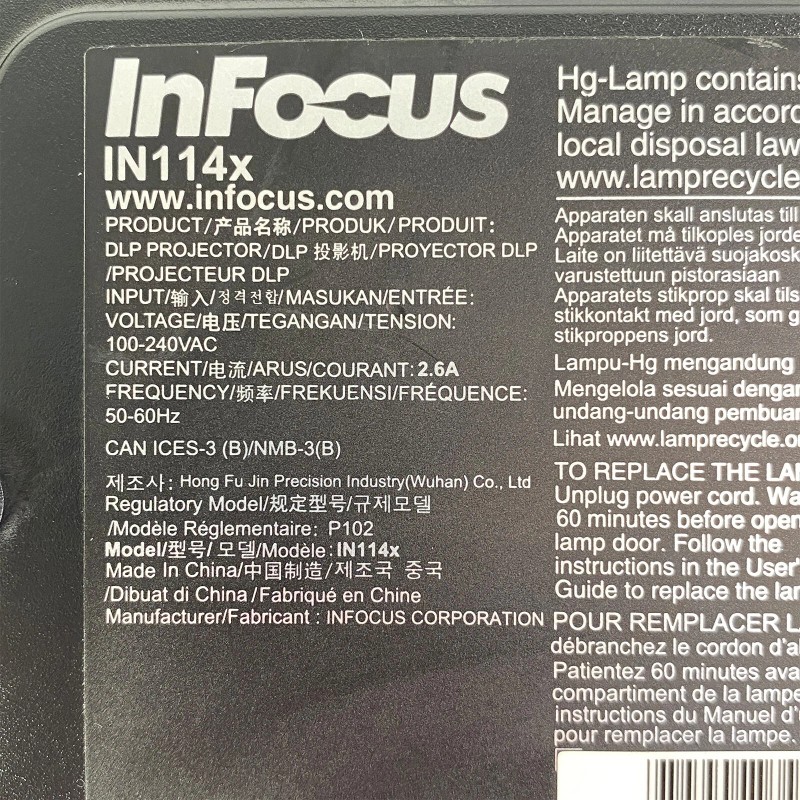 InFocus
IN114x
www.infocus.com
PRODUCT/产品名称/PRODUK/PRODUIT:
DLP PROJECTOR/DLP 投影机/PROYECTOR DLP
/PROJECTEUR DLP
INPUT/输入/정격전압/MASUKAN/ENTRÉE:
VOLTAGE/电压/TEGANGAN/TENSION:
100-240VAC
CURRENT/电流/ARUS/COURANT: 2.6A
FREQUENCY/频率/FREKUENSI/FRÉQUENCE:
50-60Hz
CAN ICES-3 (B)/NMB-3(B)
제조사: Hong Fu Jin Precision Industry(Wuhan) Co., Ltd
Regulatory Model/规定型号/규제모델
/Modèle Réglementaire: P102
Model/型号/ 모델/Modèle: IN114x
Made In China/中国制造/제조국 중국
/Dibuat di China/Fabriqué en Chine
Manufacturer/Fabricant : INFOCUS CORPORATION
Hg-Lamp contains
Manage in accord
local disposal law
www.lamprecycle
Apparaten skall anslutas till
Apparatet må tilkoples jorde
Laite on liitettävä suojakosk
varustettuun pistorasiaan
Apparatets stikprop skal tils
stikkontakt med jord, som g
stikproppens jord.
Lampu-Hg mengandung
Mengelola sesuai dengan
undang-undang pembuan
Lihat www.lamprecycle.or
TO REPLACE THE LAM
Unplug power cord. Wa
60 minutes before open
lamp door. Follow the
instructions in the User'
Guide to replace the lam
POUR REMPLACER LA
débranchez le cordon d'al
Patientez 60 minutes ava
compartiment de la lampe
instructions du Manuel d'u
pour remplacer la lampe.